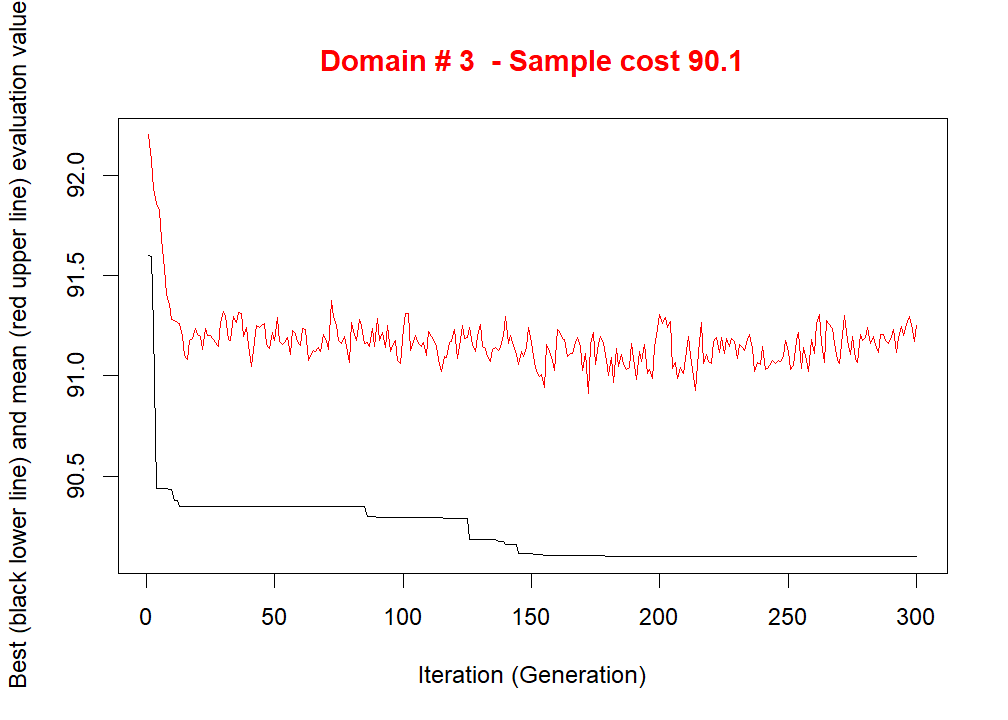 Domain # 3  - Sample cost 90.1
Best (black lower line) and mean (red upper line) evaluation value
92.0
91.5
91.0
90.5
0 50 100 150 200 250 300
Iteration (Generation)